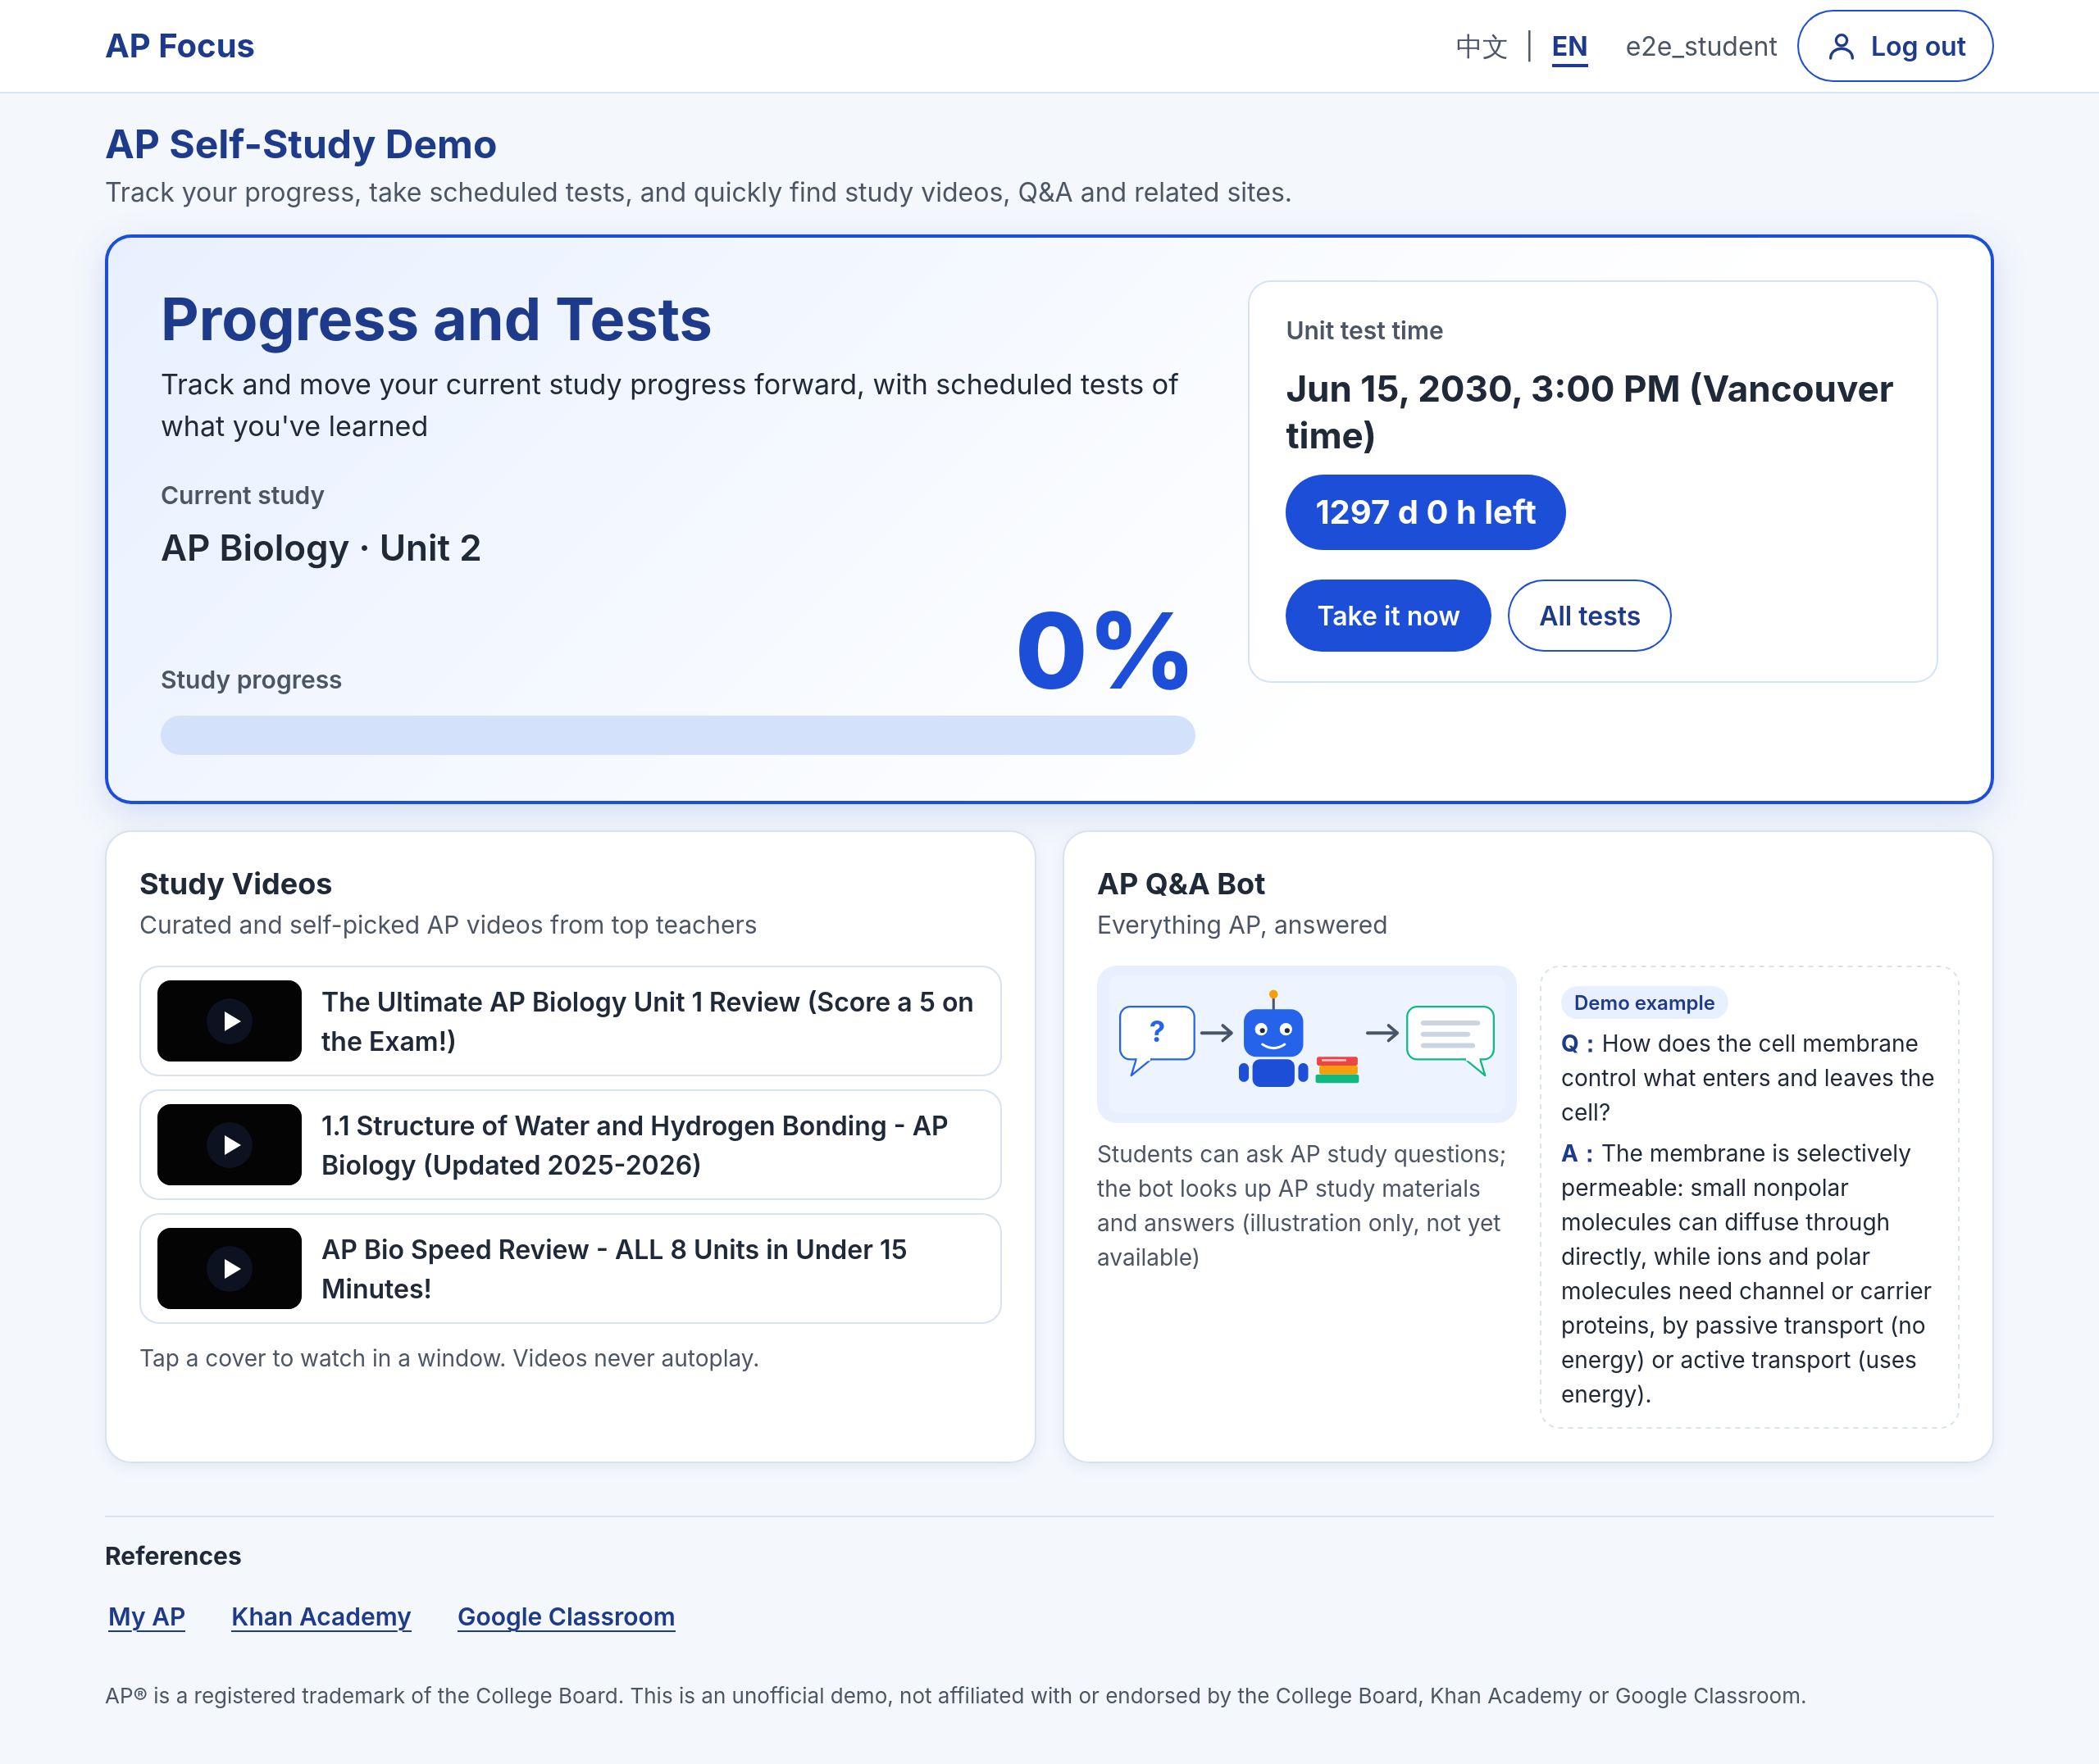 AP Focus
中文 | EN e2e_student Log out
AP Self-Study Demo
Track your progress, take scheduled tests, and quickly find study videos, Q&A and related sites.
Progress and Tests
Track and move your current study progress forward, with scheduled tests of
what you've learned
Current study
AP Biology · Unit 2
Study progress
0%
Unit test time
Jun 15, 2030, 3:00 PM (Vancouver
time)
1297 d 0 h left
Take it now
All tests
Study Videos
Curated and self-picked AP videos from top teachers
The Ultimate AP Biology Unit 1 Review (Score a 5 on
the Exam!)
1.1 Structure of Water and Hydrogen Bonding - AP
Biology (Updated 2025-2026)
AP Bio Speed Review - ALL 8 Units in Under 15
Minutes!
Tap a cover to watch in a window. Videos never autoplay.
AP Q&A Bot
Everything AP, answered
?
Students can ask AP study questions;
the bot looks up AP study materials
and answers (illustration only, not yet
available)
Demo example
Q：How does the cell membrane
control what enters and leaves the
cell?
A：The membrane is selectively
permeable: small nonpolar
molecules can diffuse through
directly, while ions and polar
molecules need channel or carrier
proteins, by passive transport (no
energy) or active transport (uses
energy).
References
My AP
Khan Academy
Google Classroom
AP® is a registered trademark of the College Board. This is an unofficial demo, not affiliated with or endorsed by the College Board, Khan Academy or Google Classroom.